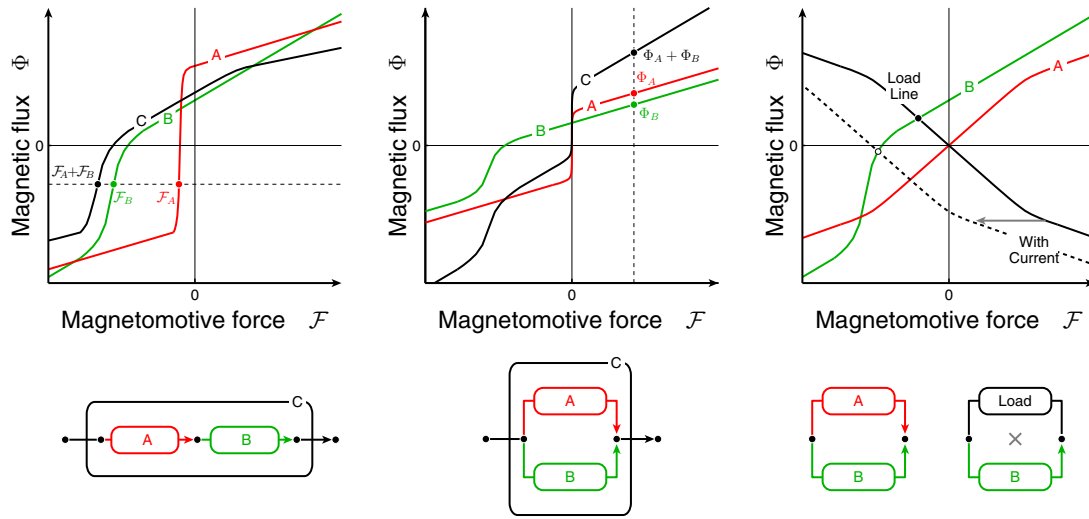 Magnetic flux Φ
0
A
C
B
ℱA+ℱB
ℱB
ℱA
0
Magnetomotive force ℱ
Magnetic flux Φ
0
C
A
B
ΦA + ΦB
ΦA
ΦB
0
Magnetomotive force ℱ
Magnetic flux Φ
0
Load
Line
A
B
With
Current
0
Magnetomotive force ℱ
C
A
B
C
A
B
A
B
Load
B